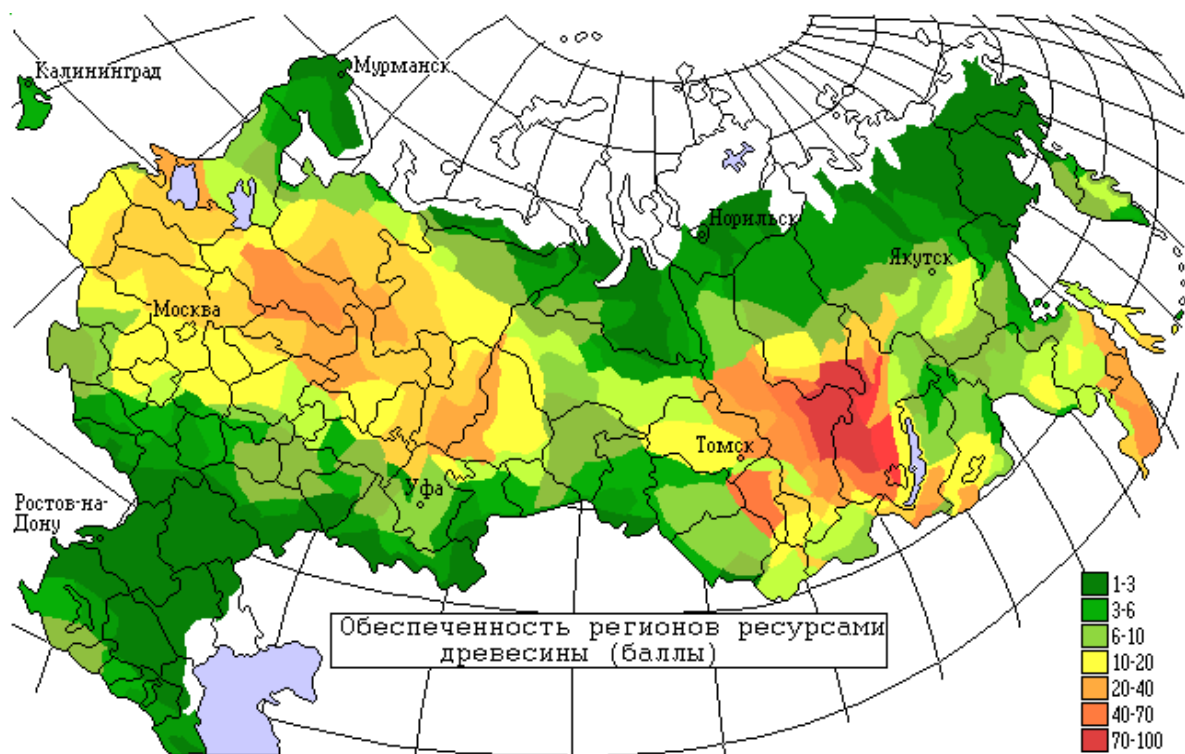 Калининград
Мурманск
Норильск
Якутск
Москва
Томск
Уфа
Ростов-на-
Дону
Обеспеченность регионов ресурсами
древесины (баллы)
1-3
3-6
6-10
10-20
20-40
40-70
70-100